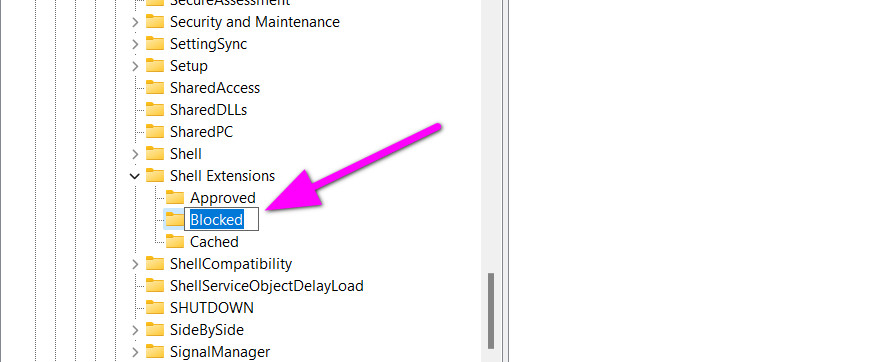 SecureAssessment
Security and Maintenance
SettingSync
Setup
SharedAccess
SharedDLLs
SharedPC
Shell
Shell Extensions
Approved
Blocked
Cached
ShellCompatibility
ShellServiceObjectDelayLoad
SHUTDOWN
SideBySide
SignalManager